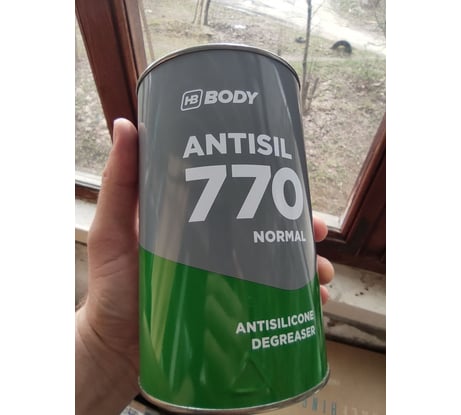 HB BODY
ANTISIL
770
NORMAL
ANTISILICONE
DEGREASER